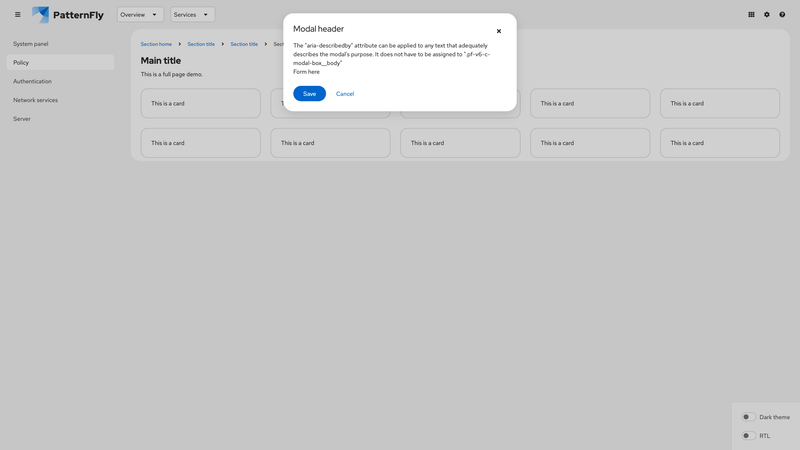 PatternFly
Overview
Services
System panel
Policy
Authentication
Network services
Server
Section home
Section title
Section title
Main title
This is a full page demo.
This is a card
This is a card
This is a card
This is a card
This is a card
This is a card
This is a card
This is a card
Modal header
The "aria-describedby" attribute can be applied to any text that adequately
describes the modal's purpose. It does not have to be assigned to ".pf-v6-c-
modal-box__body"
Form here
Save
Cancel
Dark theme
RTL